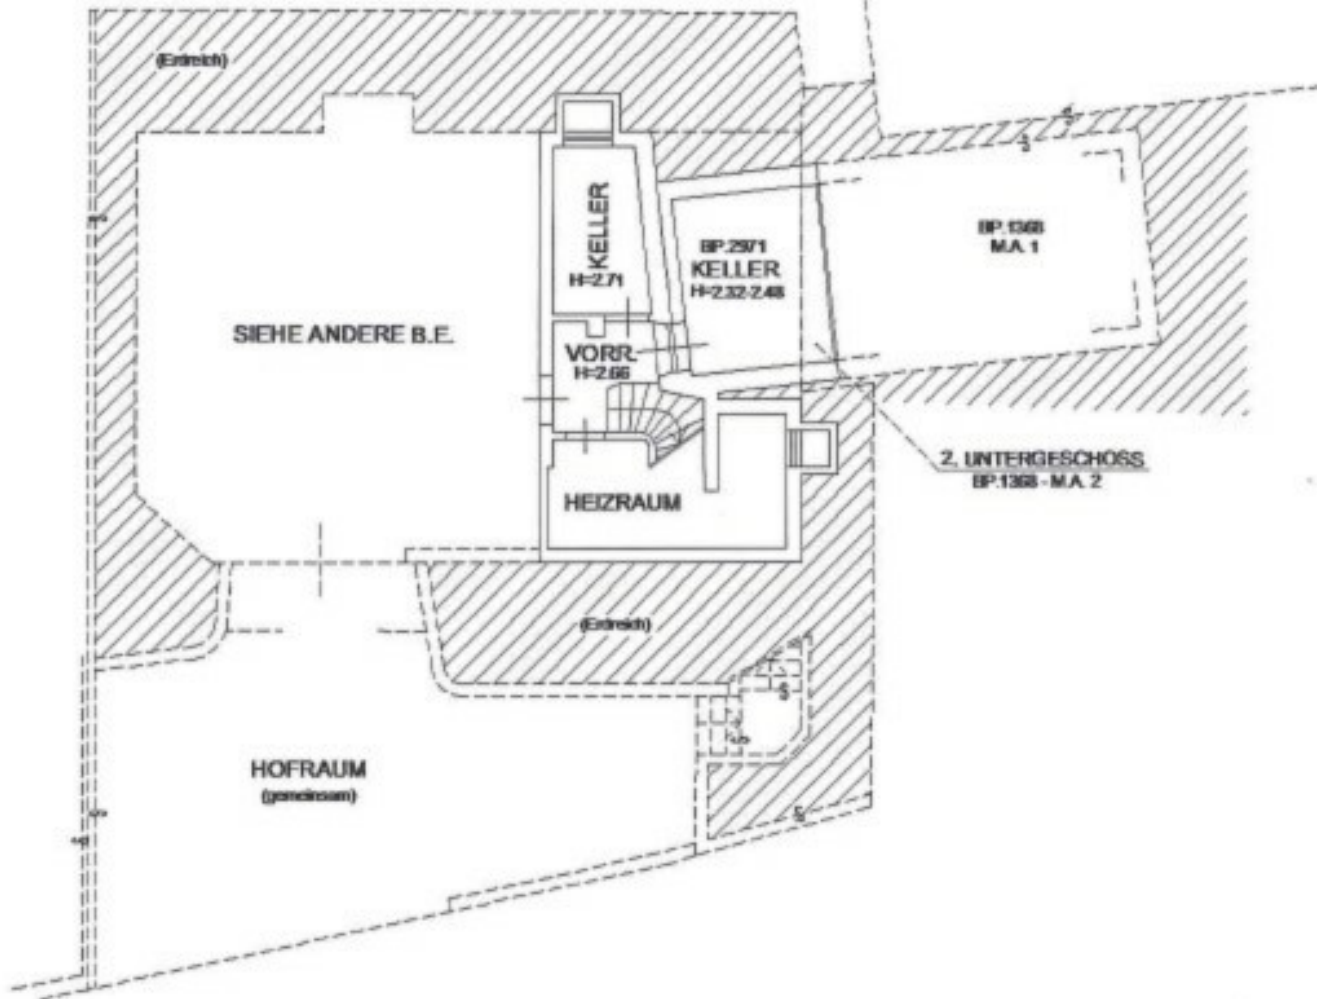 (Erdreich)
KELLER
H=2.71
BP.2971
KELLER
H=2.32-2.48
BP.1368
M.A. 1
SIEHE ANDERE B.E.
VORR.
H=2.66
2. UNTERGESCHOSS
BP.1368 - M.A. 2
HEIZRAUM
(Erdreich)
HOFRAUM
(gemeinsam)